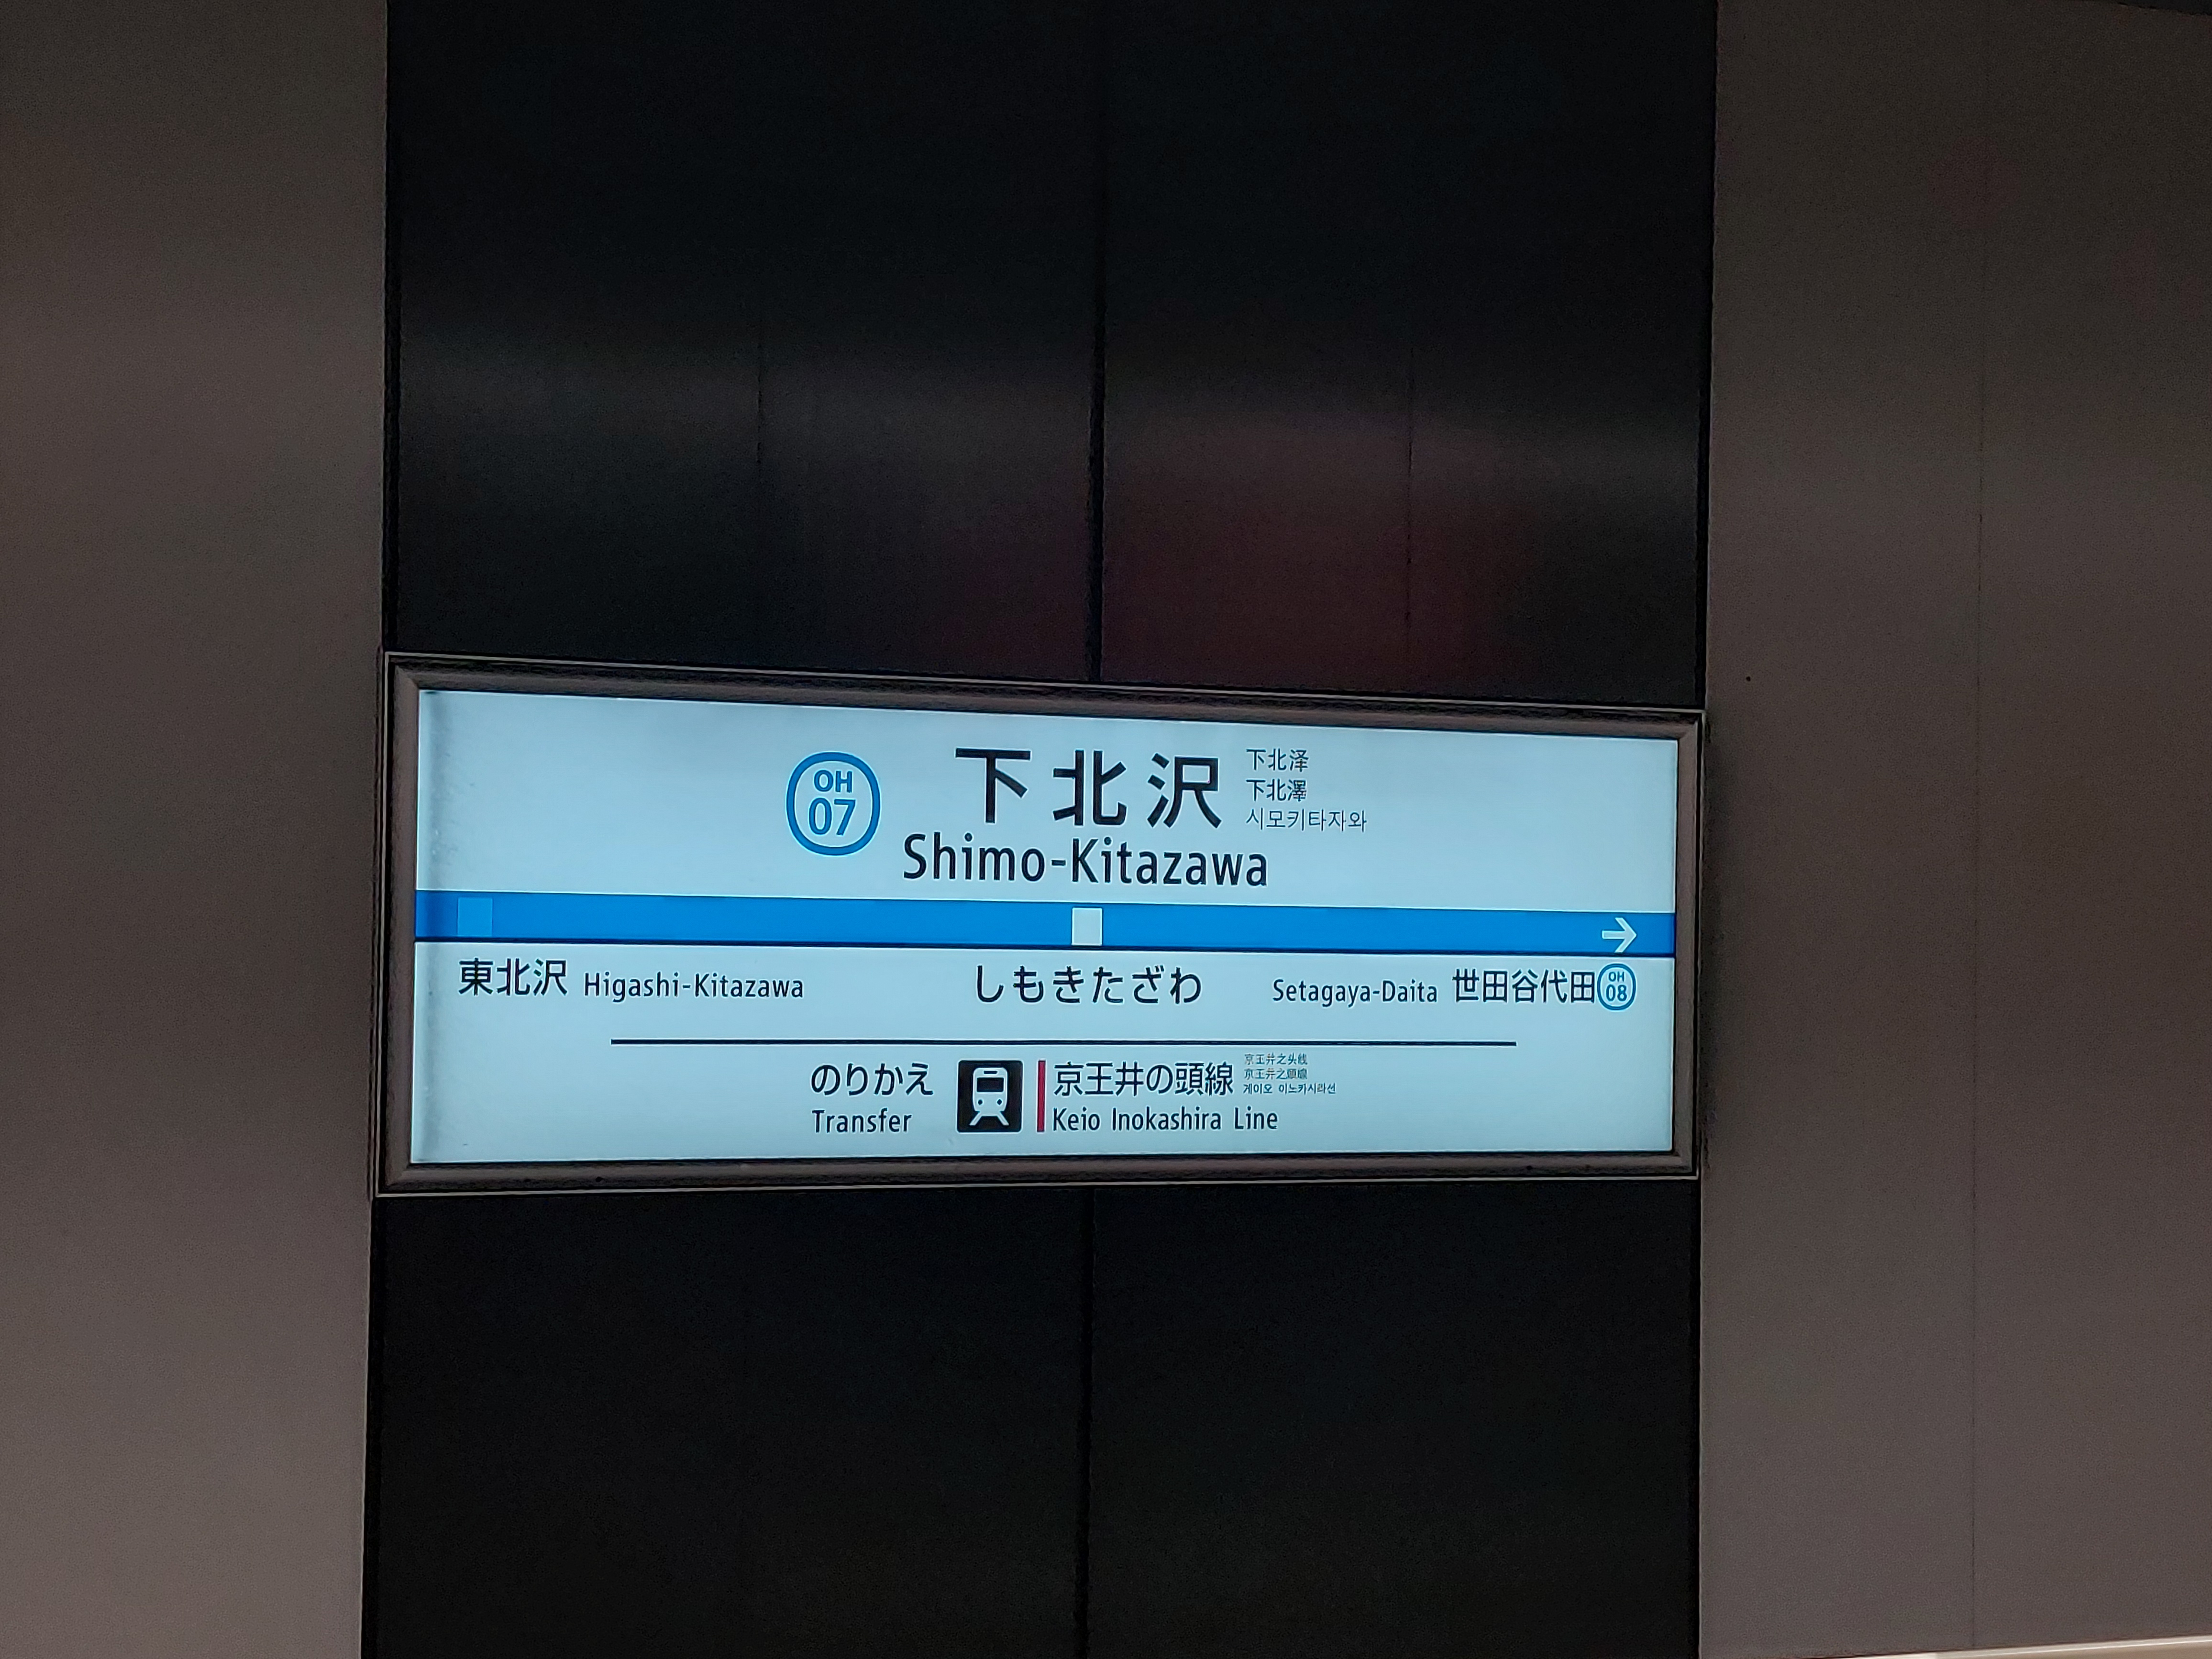 OH
07
下北沢
下北泽
下北澤
시모키타자와
Shimo-Kitazawa
東北沢 Higashi-Kitazawa しもきたざわ Setagaya-Daita 世田谷代田 OH 08
のりかえ 京王井の頭線
京王井之头线
京王井之頭線
게이오 이노카시라선
Transfer Keio Inokashira Line